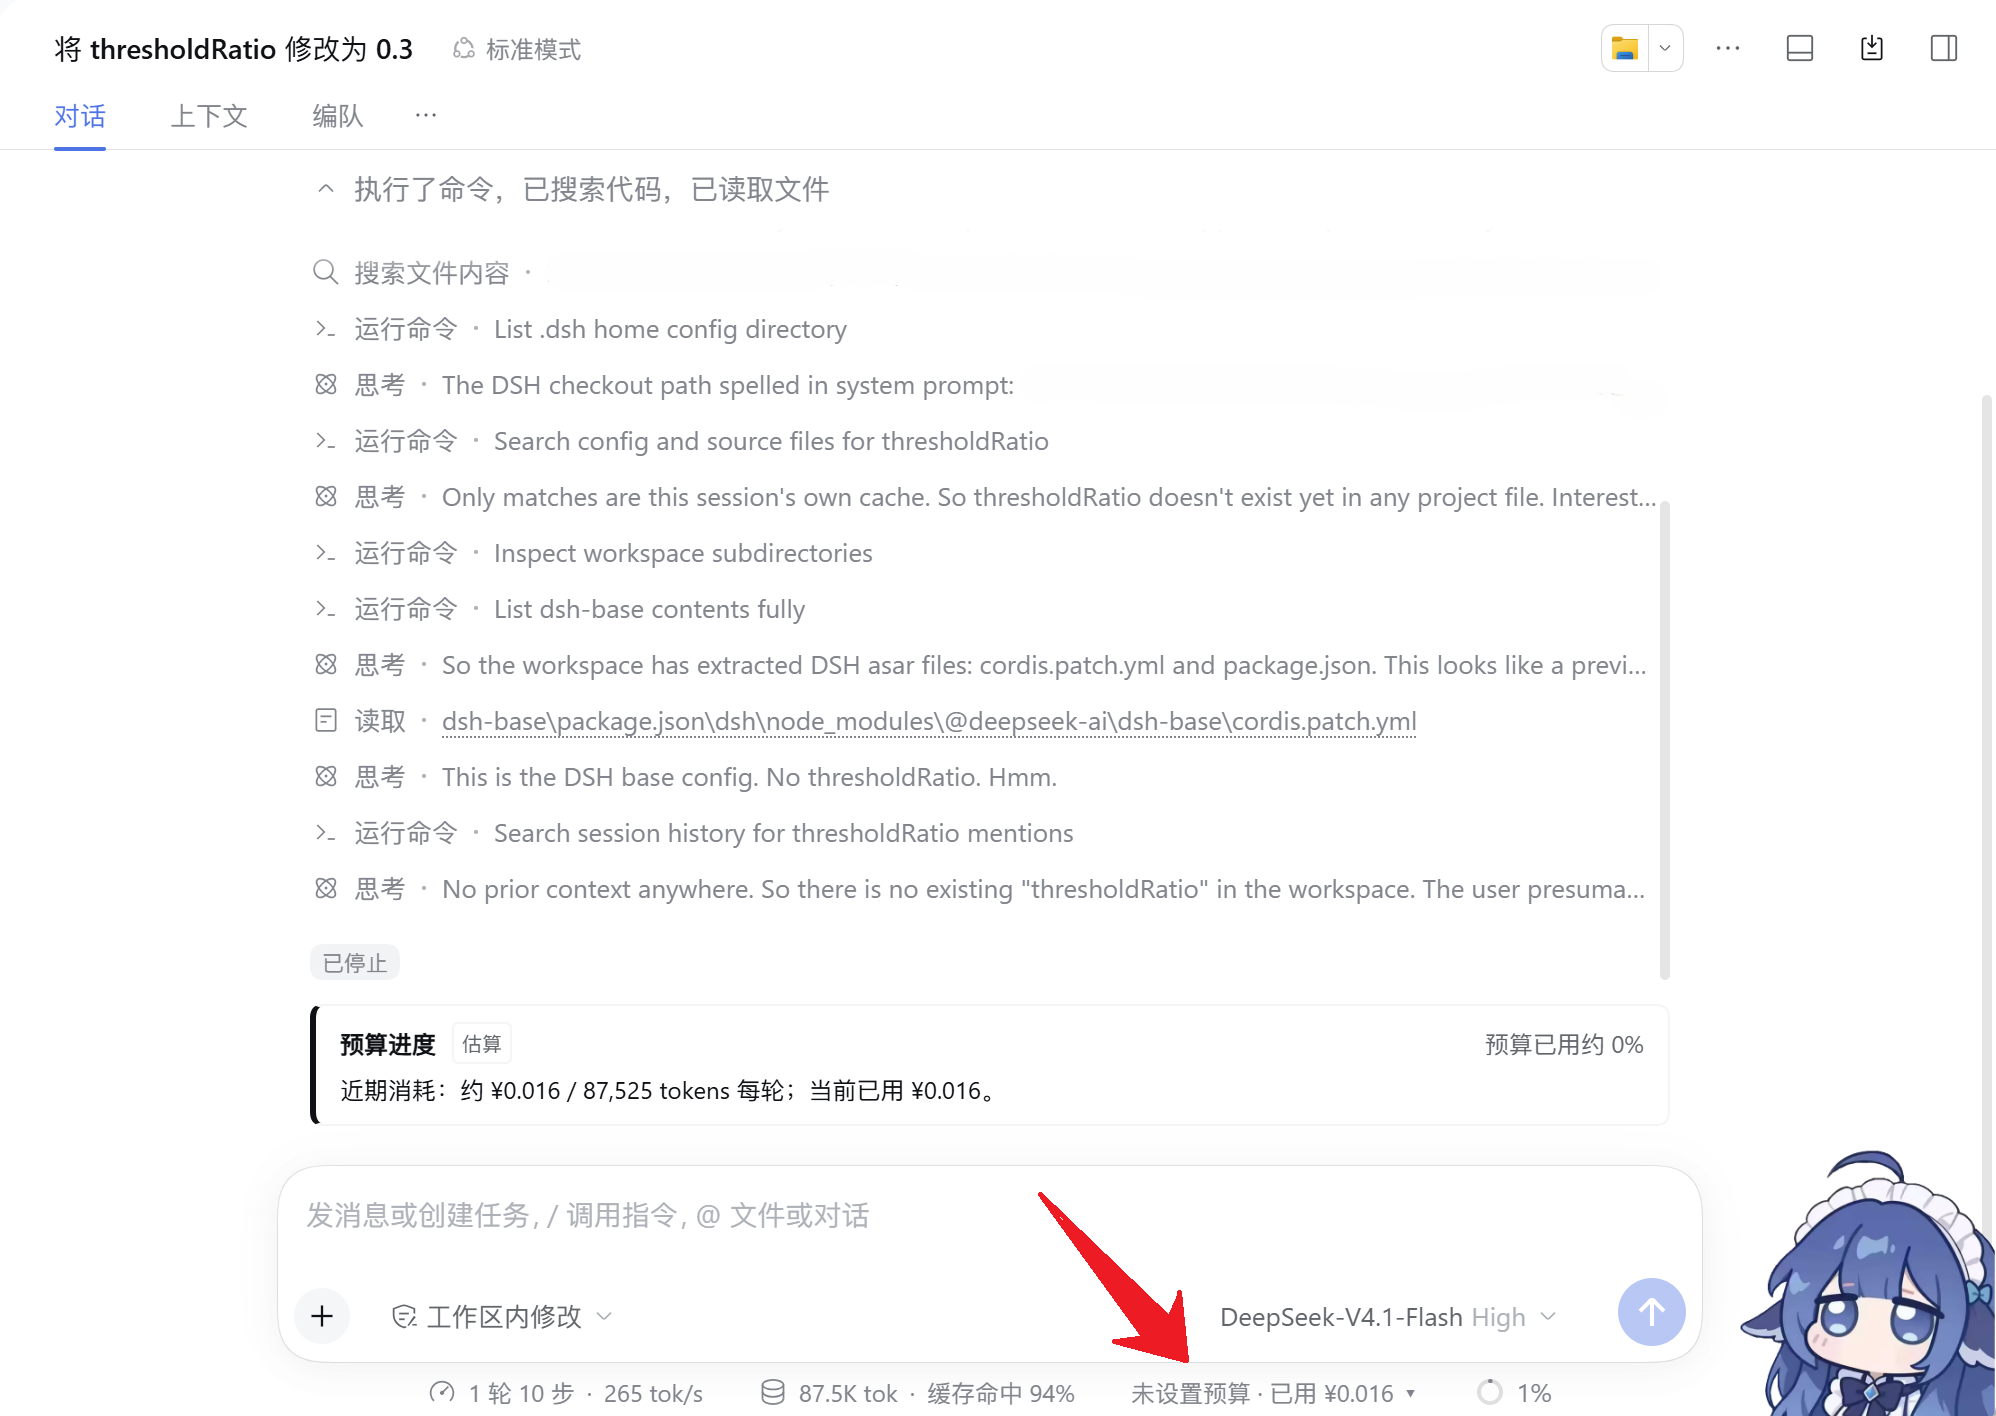 将 thresholdRatio 修改为 0.3 标准模式
对话 上下文 编队 ···
执行了命令，已搜索代码，已读取文件
搜索文件内容 ·
运行命令 · List .dsh home config directory
思考 · The DSH checkout path spelled in system prompt:
运行命令 · Search config and source files for thresholdRatio
思考 · Only matches are this session's own cache. So thresholdRatio doesn't exist yet in any project file. Interest...
运行命令 · Inspect workspace subdirectories
运行命令 · List dsh-base contents fully
思考 · So the workspace has extracted DSH asar files: cordis.patch.yml and package.json. This looks like a previ...
读取 · dsh-base\package.json\dsh\node_modules\@deepseek-ai\dsh-base\cordis.patch.yml
思考 · This is the DSH base config. No thresholdRatio. Hmm.
运行命令 · Search session history for thresholdRatio mentions
思考 · No prior context anywhere. So there is no existing "thresholdRatio" in the workspace. The user presuma...
已停止
预算进度 估算 预算已用约 0%
近期消耗：约 ¥0.016 / 87,525 tokens 每轮；当前已用 ¥0.016。
发消息或创建任务, / 调用指令, @ 文件或对话
工作区内修改 DeepSeek-V4.1-Flash High
1 轮 10 步 · 265 tok/s 87.5K tok · 缓存命中 94% 未设置预算 · 已用 ¥0.016 ▾ 1%